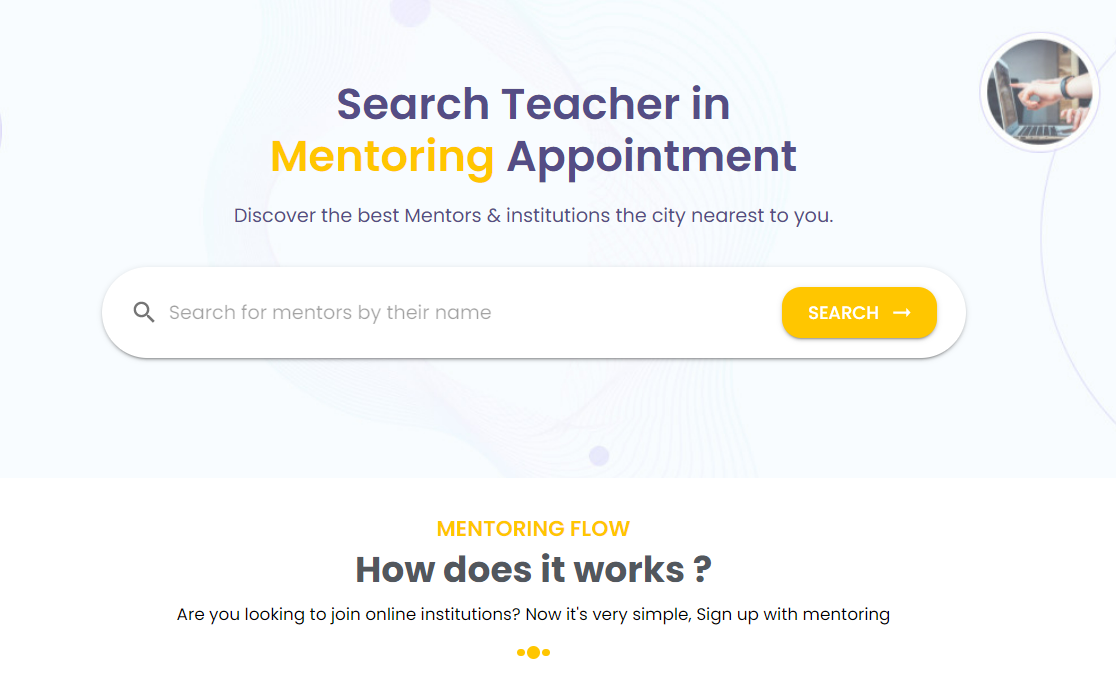 Search Teacher in
Mentoring Appointment
Discover the best Mentors & institutions the city nearest to you.
Search for mentors by their name
SEARCH
MENTORING FLOW
How does it works ?
Are you looking to join online institutions? Now it's very simple, Sign up with mentoring